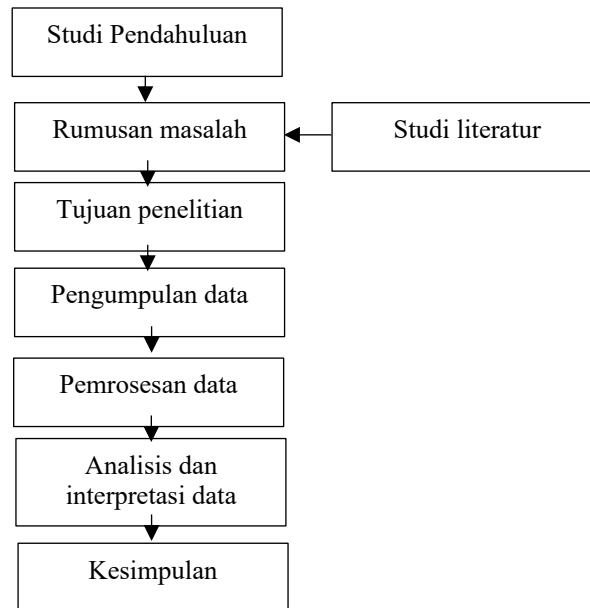 Studi Pendahuluan
Rumusan masalah
Studi literatur
Tujuan penelitian
Pengumpulan data
Pemrosesan data
Analisis dan
interpretasi data
Kesimpulan